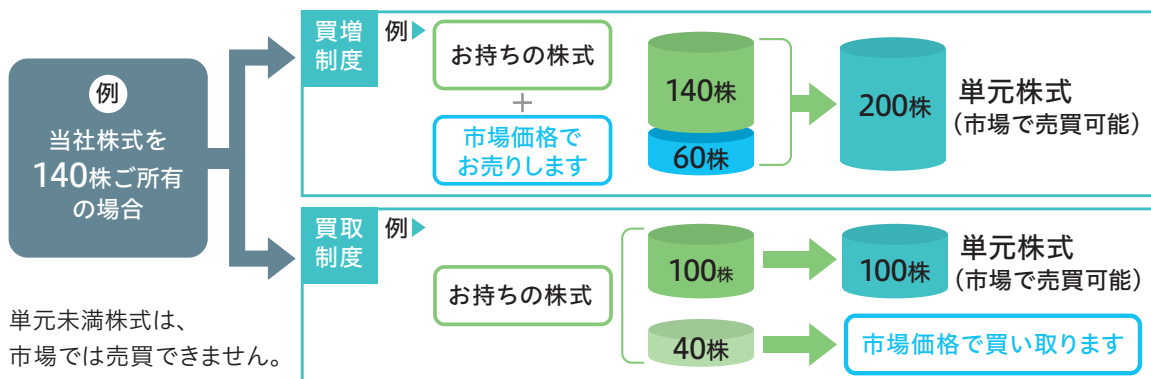 例
当社株式を
140株ご所有
の場合
単元未満株式は、
市場では売買できません。
買増
制度
例
お持ちの株式
+
市場価格で
お売りします
140株
60株
200株
単元株式
(市場で売買可能)
買取
制度
例
お持ちの株式
100株
100株
単元株式
(市場で売買可能)
40株
市場価格で買い取ります